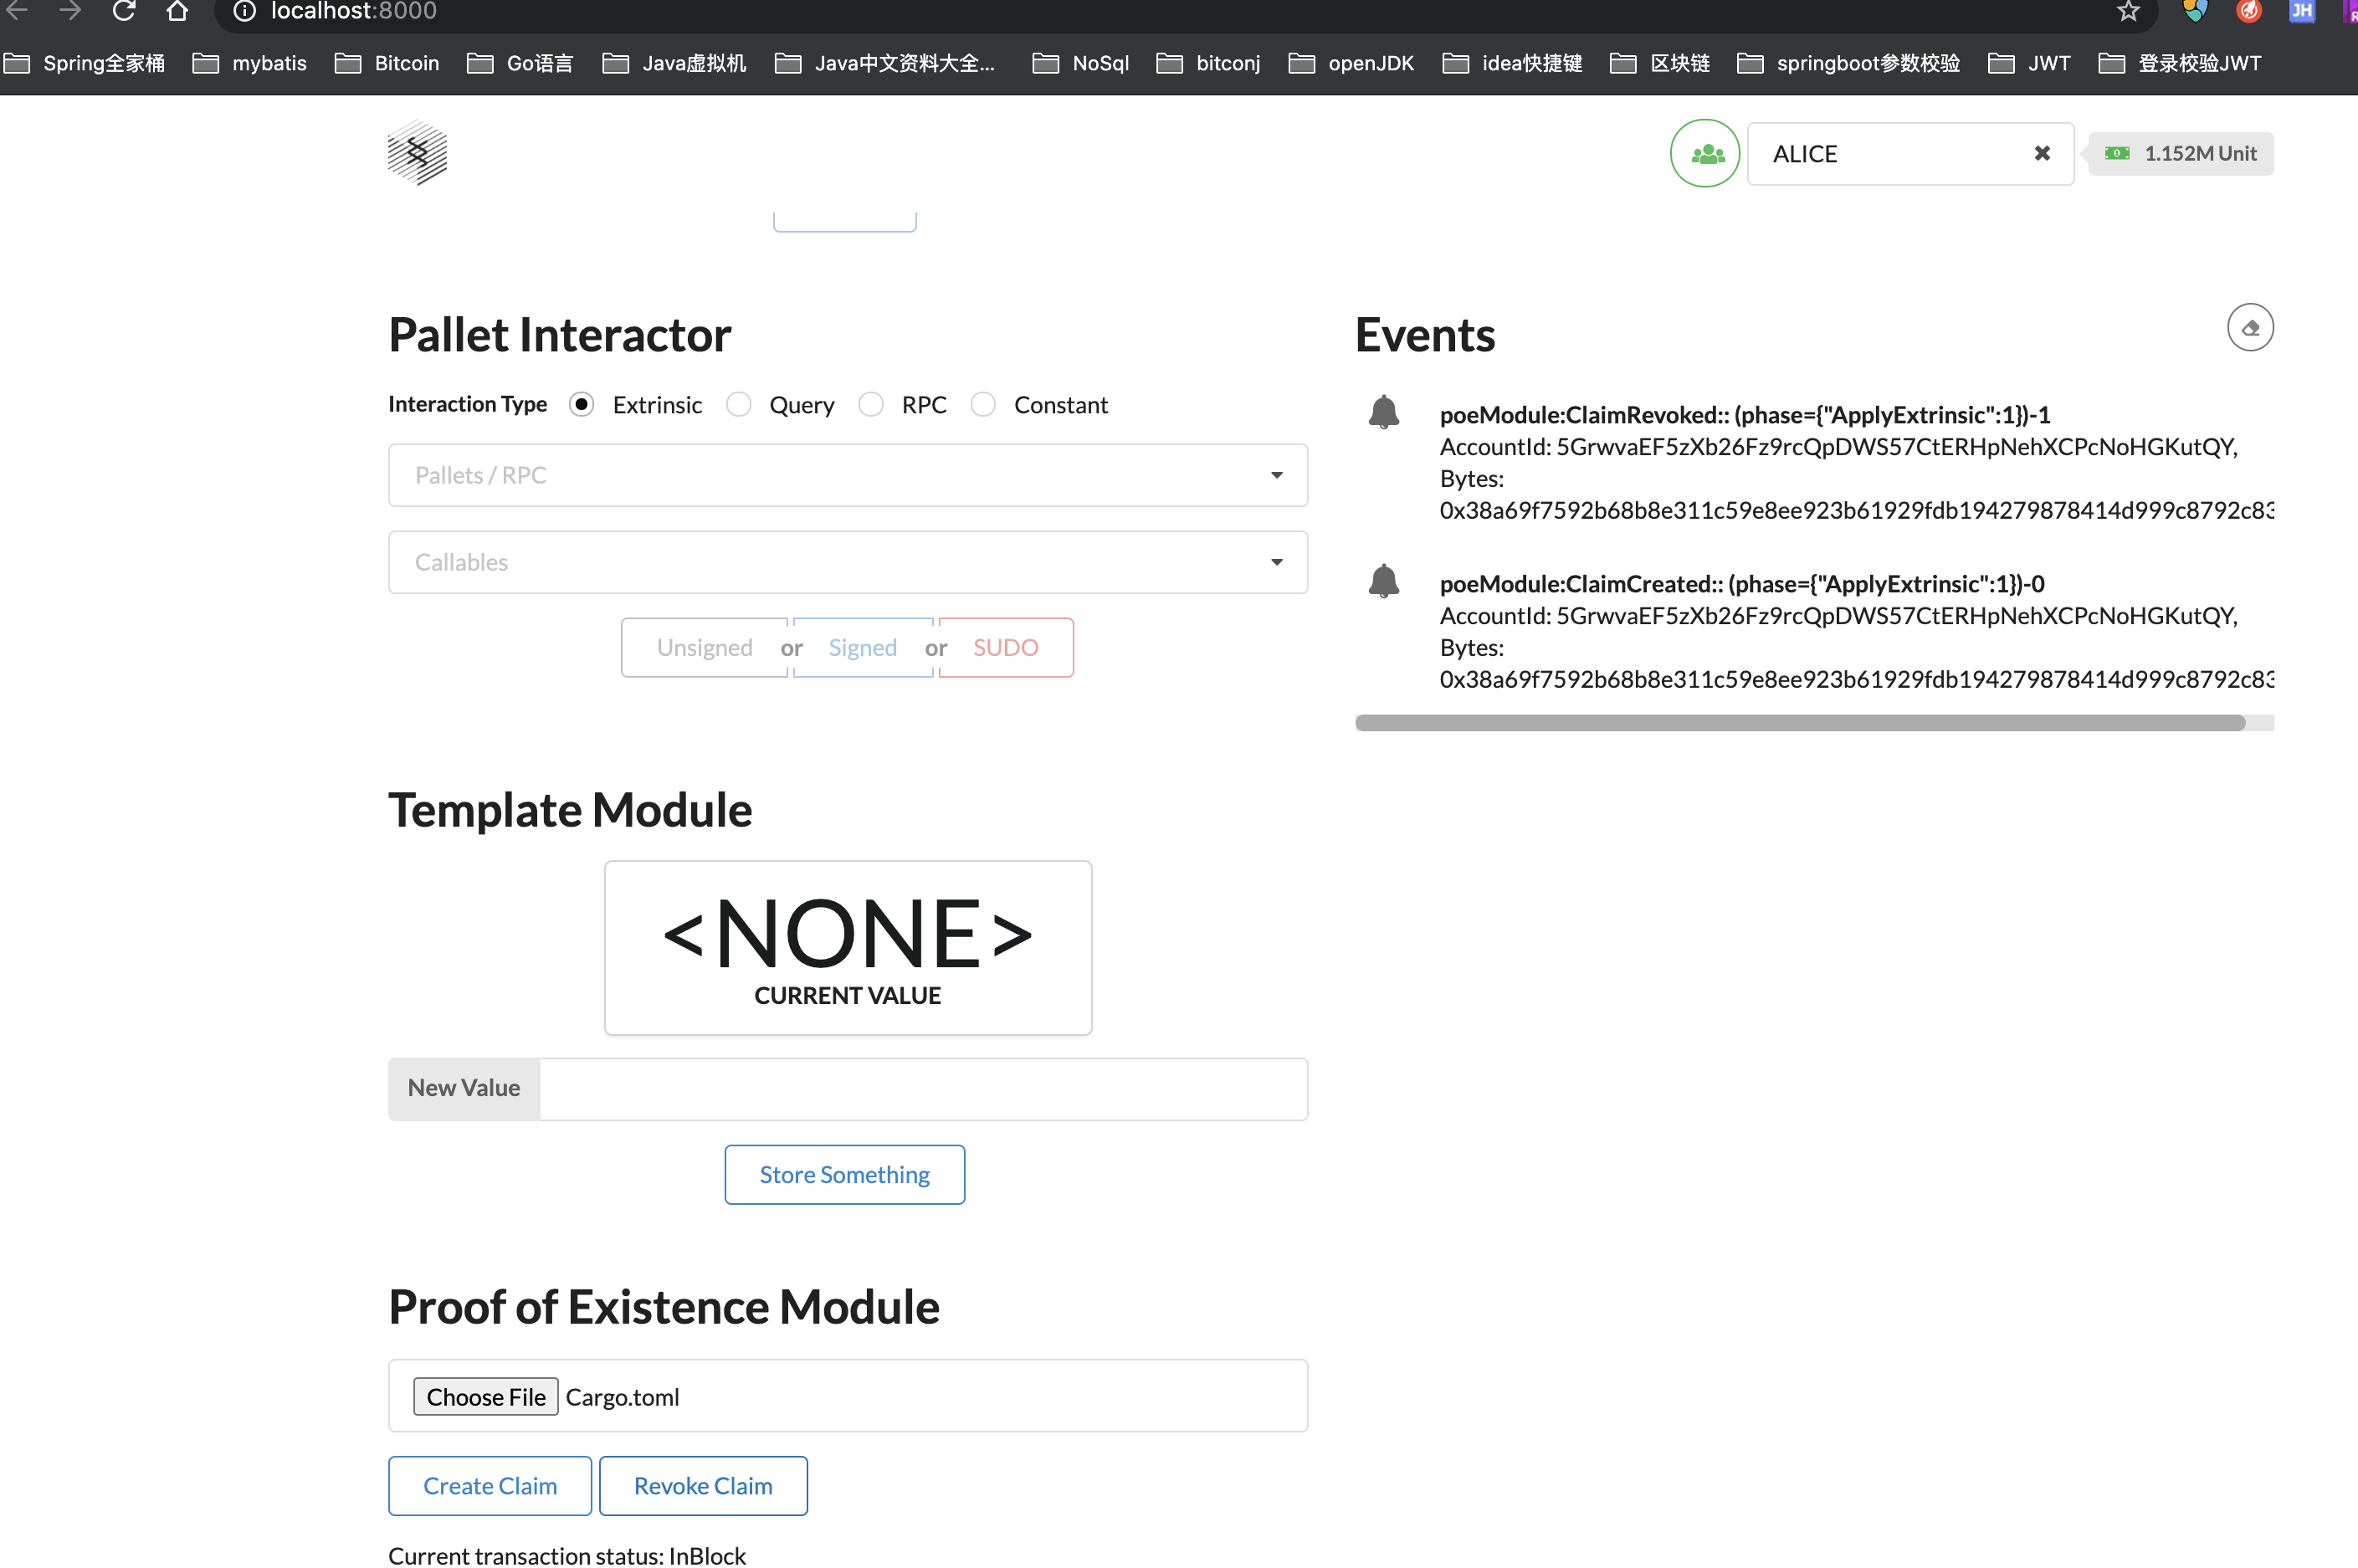 localhost:8000
JH
Spring全家桶 mybatis Bitcoin Go语言 Java虚拟机 Java中文资料大全... NoSql bitconj openJDK idea快捷键 区块链 springboot参数校验 JWT 登录校验JWT
ALICE
1.152M Unit
Pallet Interactor
Interaction Type Extrinsic Query RPC Constant
Pallets / RPC
Callables
Unsigned or Signed or SUDO
Events
poeModule:ClaimRevoked:: (phase={"ApplyExtrinsic":1})-1
AccountId: 5GrwvaEF5zXb26Fz9rcQpDWS57CtERHpNehXCPcNoHGKutQY,
Bytes:
0x38a69f7592b68b8e311c59e8ee923b61929fdb194279878414d999c8792c83
poeModule:ClaimCreated:: (phase={"ApplyExtrinsic":1})-0
AccountId: 5GrwvaEF5zXb26Fz9rcQpDWS57CtERHpNehXCPcNoHGKutQY,
Bytes:
0x38a69f7592b68b8e311c59e8ee923b61929fdb194279878414d999c8792c83
Template Module
<NONE>
CURRENT VALUE
New Value
Store Something
Proof of Existence Module
Choose File Cargo.toml
Create Claim Revoke Claim
Current transaction status: InBlock